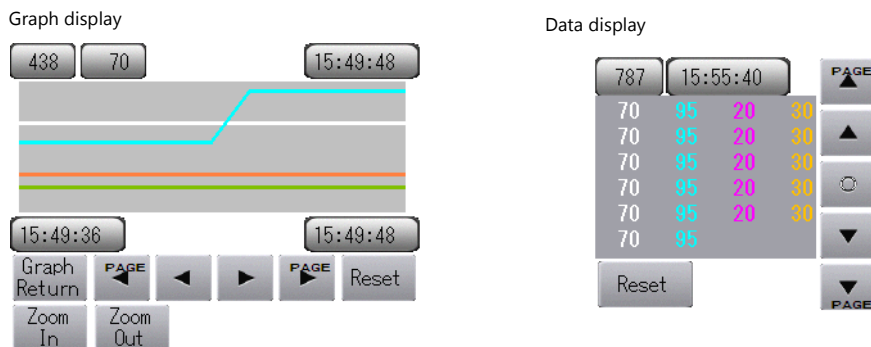 Graph display
438 70 15:49:48
15:49:36 15:49:48
Graph Return PAGE PAGE Reset
Zoom In Zoom Out
Data display
787 15:55:40 PAGE
70 95 20 30
70 95 20 30
70 95 20 30
70 95 20 30
70 95 20 30
70 95
Reset PAGE